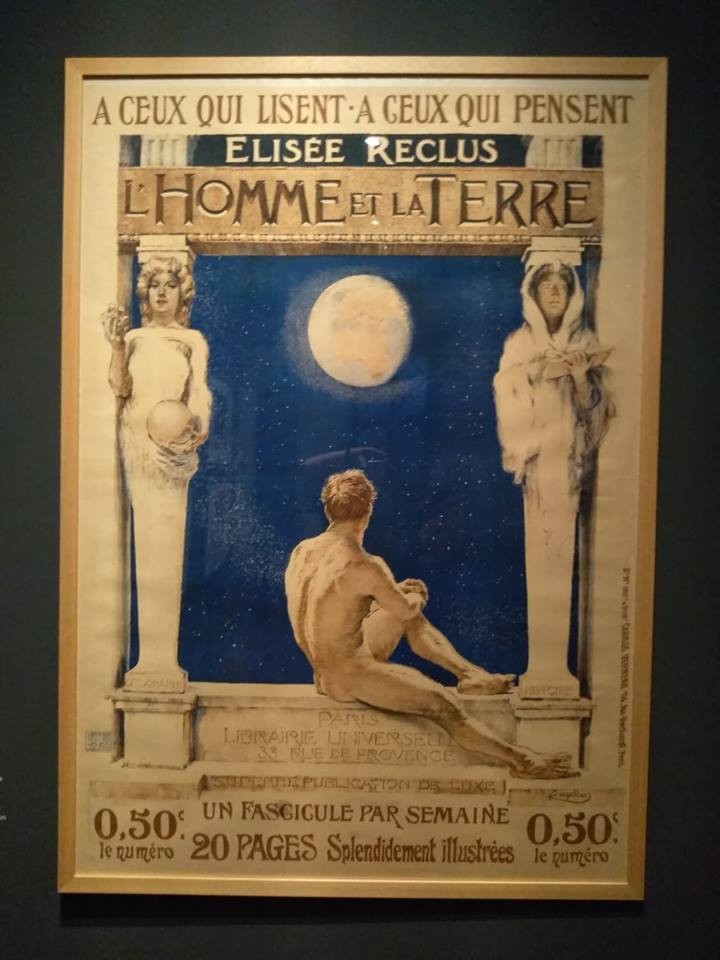 A CEUX QUI LISENT · A CEUX QUI PENSENT
ELISÉE RECLUS
L'HOMME ET LA TERRE
HISTOIRE
PARIS
LIBRAIRIE UNIVERSELLE
33 RUE DE PROVENCE
SUPERBE PUBLICATION DE LUXE
0,50ᶜ
le numéro
UN FASCICULE PAR SEMAINE
20 PAGES Splendidement illustrées
0,50ᶜ
le numéro